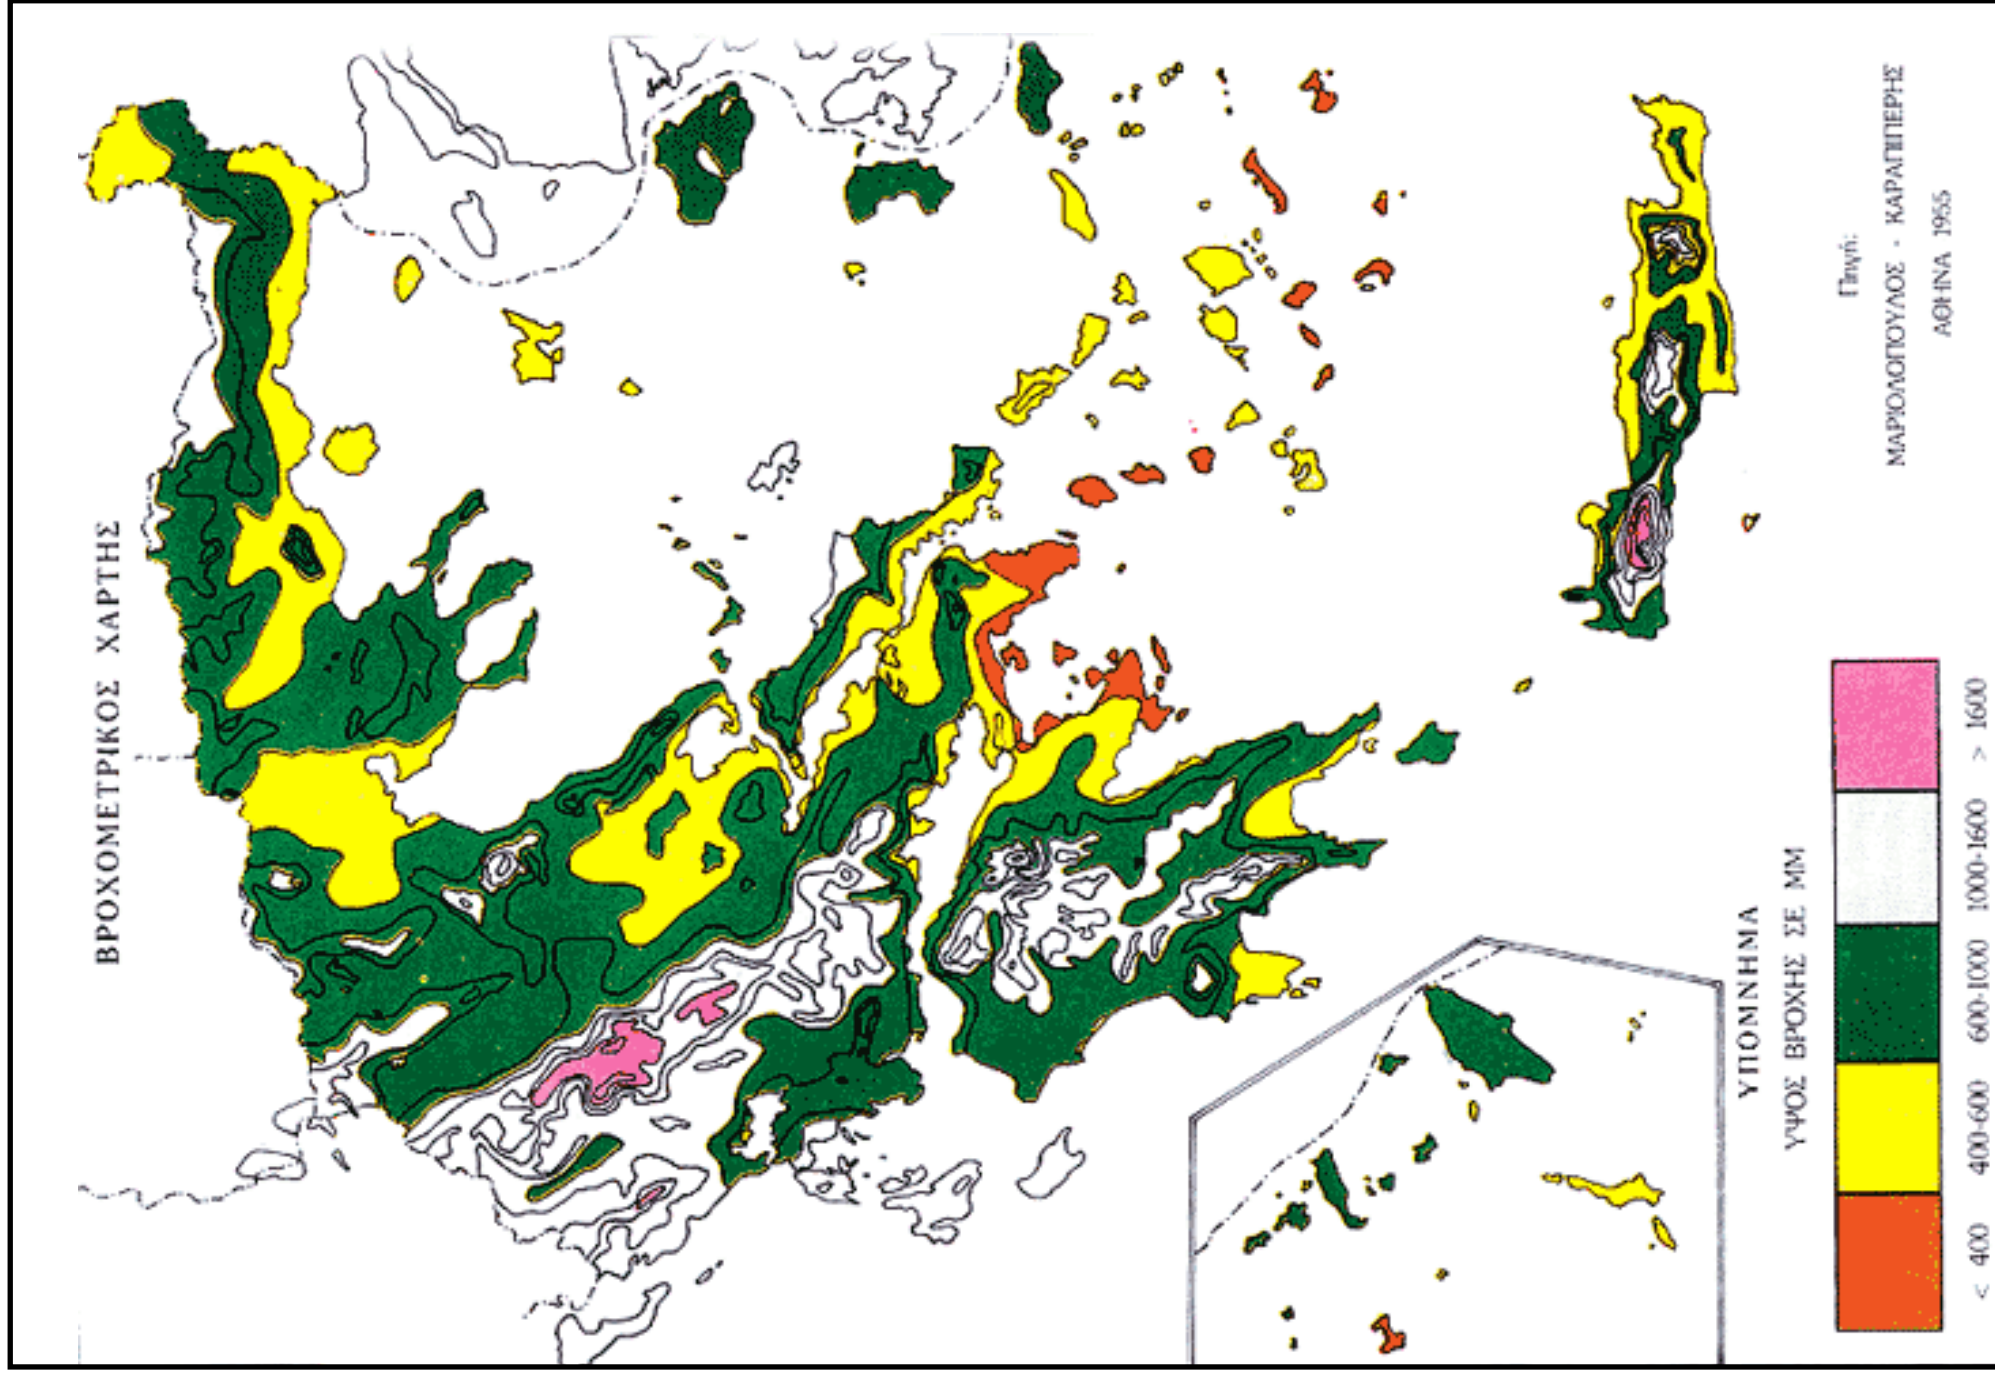 ΒΡΟΧΟΜΕΤΡΙΚΟΣ ΧΑΡΤΗΣ
Πηγή:
ΜΑΡΙΟΛΟΠΟΥΛΟΣ - ΚΑΡΑΠΙΕΡΗΣ
ΑΘΗΝΑ 1955
ΥΠΟΜΝΗΜΑ
ΥΨΟΣ ΒΡΟΧΗΣ ΣΕ ΜΜ
< 400
400-600
600-1000
1000-1600
> 1600